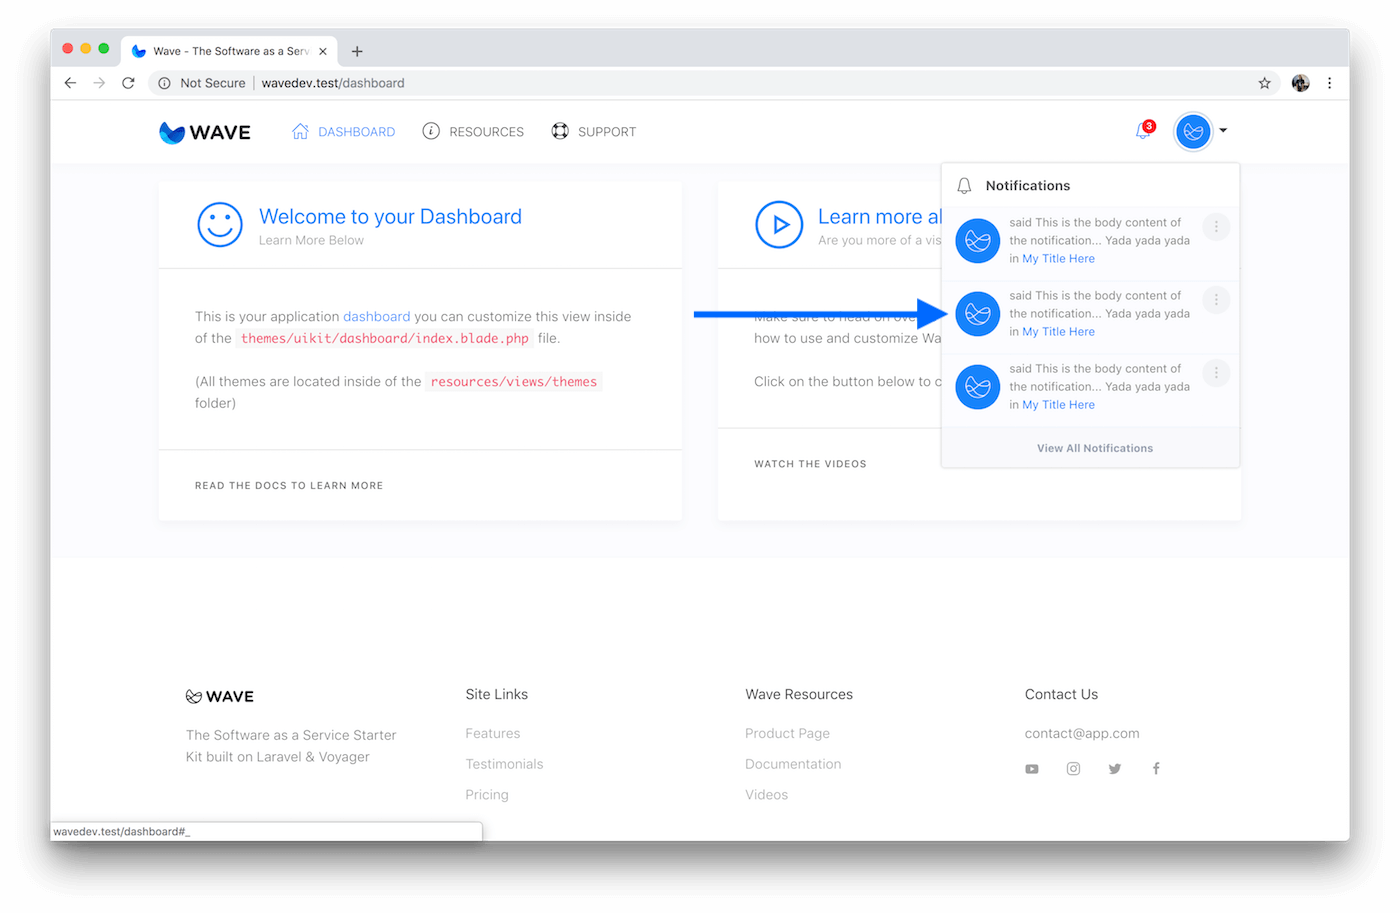 Wave - The Software as a Serv
Not Secure | wavedev.test/dashboard
WAVE
DASHBOARD
RESOURCES
SUPPORT
3
Notifications
said This is the body content of
the notification... Yada yada yada
in My Title Here
said This is the body content of
the notification... Yada yada yada
in My Title Here
said This is the body content of
the notification... Yada yada yada
in My Title Here
View All Notifications
Welcome to your Dashboard
Learn More Below
This is your application dashboard you can customize this view inside
of the themes/uikit/dashboard/index.blade.php file.
(All themes are located inside of the resources/views/themes
folder)
READ THE DOCS TO LEARN MORE
Learn more al
Are you more of a vis
Make sure to head on over
how to use and customize Wa
Click on the button below to c
WATCH THE VIDEOS
WAVE
The Software as a Service Starter
Kit built on Laravel & Voyager
Site Links
Features
Testimonials
Pricing
Wave Resources
Product Page
Documentation
Videos
Contact Us
contact@app.com
wavedev.test/dashboard#_